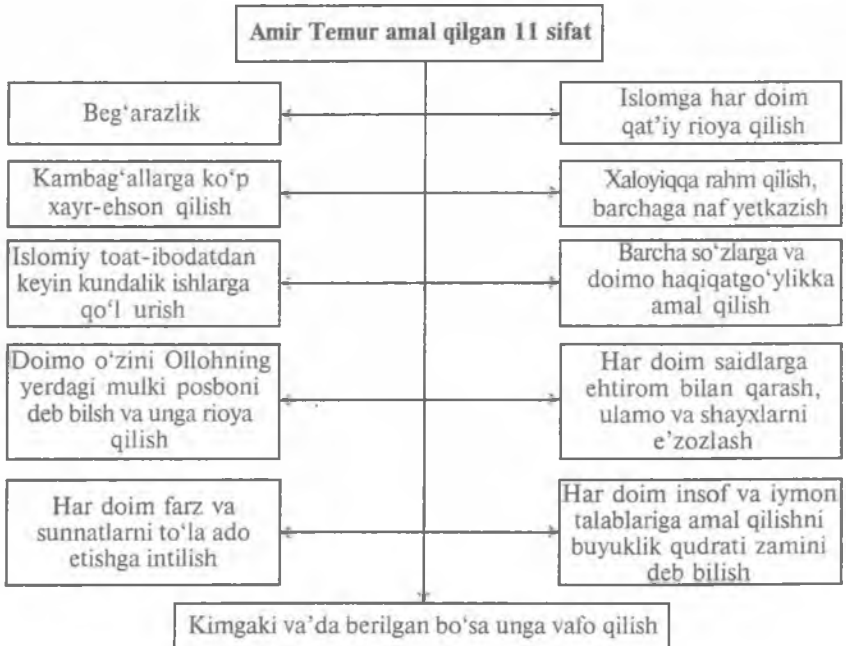 Amir Temur amal qilgan 11 sifat
Beg‘arazlik
Islomga har doim
qat’iy rioya qilish
Kambag‘allarga ko‘p
xayr-ehson qilish
Xaloyiqqa rahm qilish,
barchaga naf yetkazish
Islomiy toat-ibodatdan
keyin kundalik ishlarga
qo‘l urish
Barcha so‘zlarga va
doimo haqiqatgo‘ylikka
amal qilish
Doimo o‘zini Ollohning
yerdagi mulki posboni
deb bilsh va unga rioya
qilish
Har doim saidlarga
ehtirom bilan qarash,
ulamo va shayxlarni
e’zozlash
Har doim farz va
sunnatlarni to‘la ado
etishga intilish
Har doim insof va iymon
talablariga amal qilishni
buyuklik qudrati zamini
deb bilish
Kimgaki va’da berilgan bo‘sa unga vafo qilish